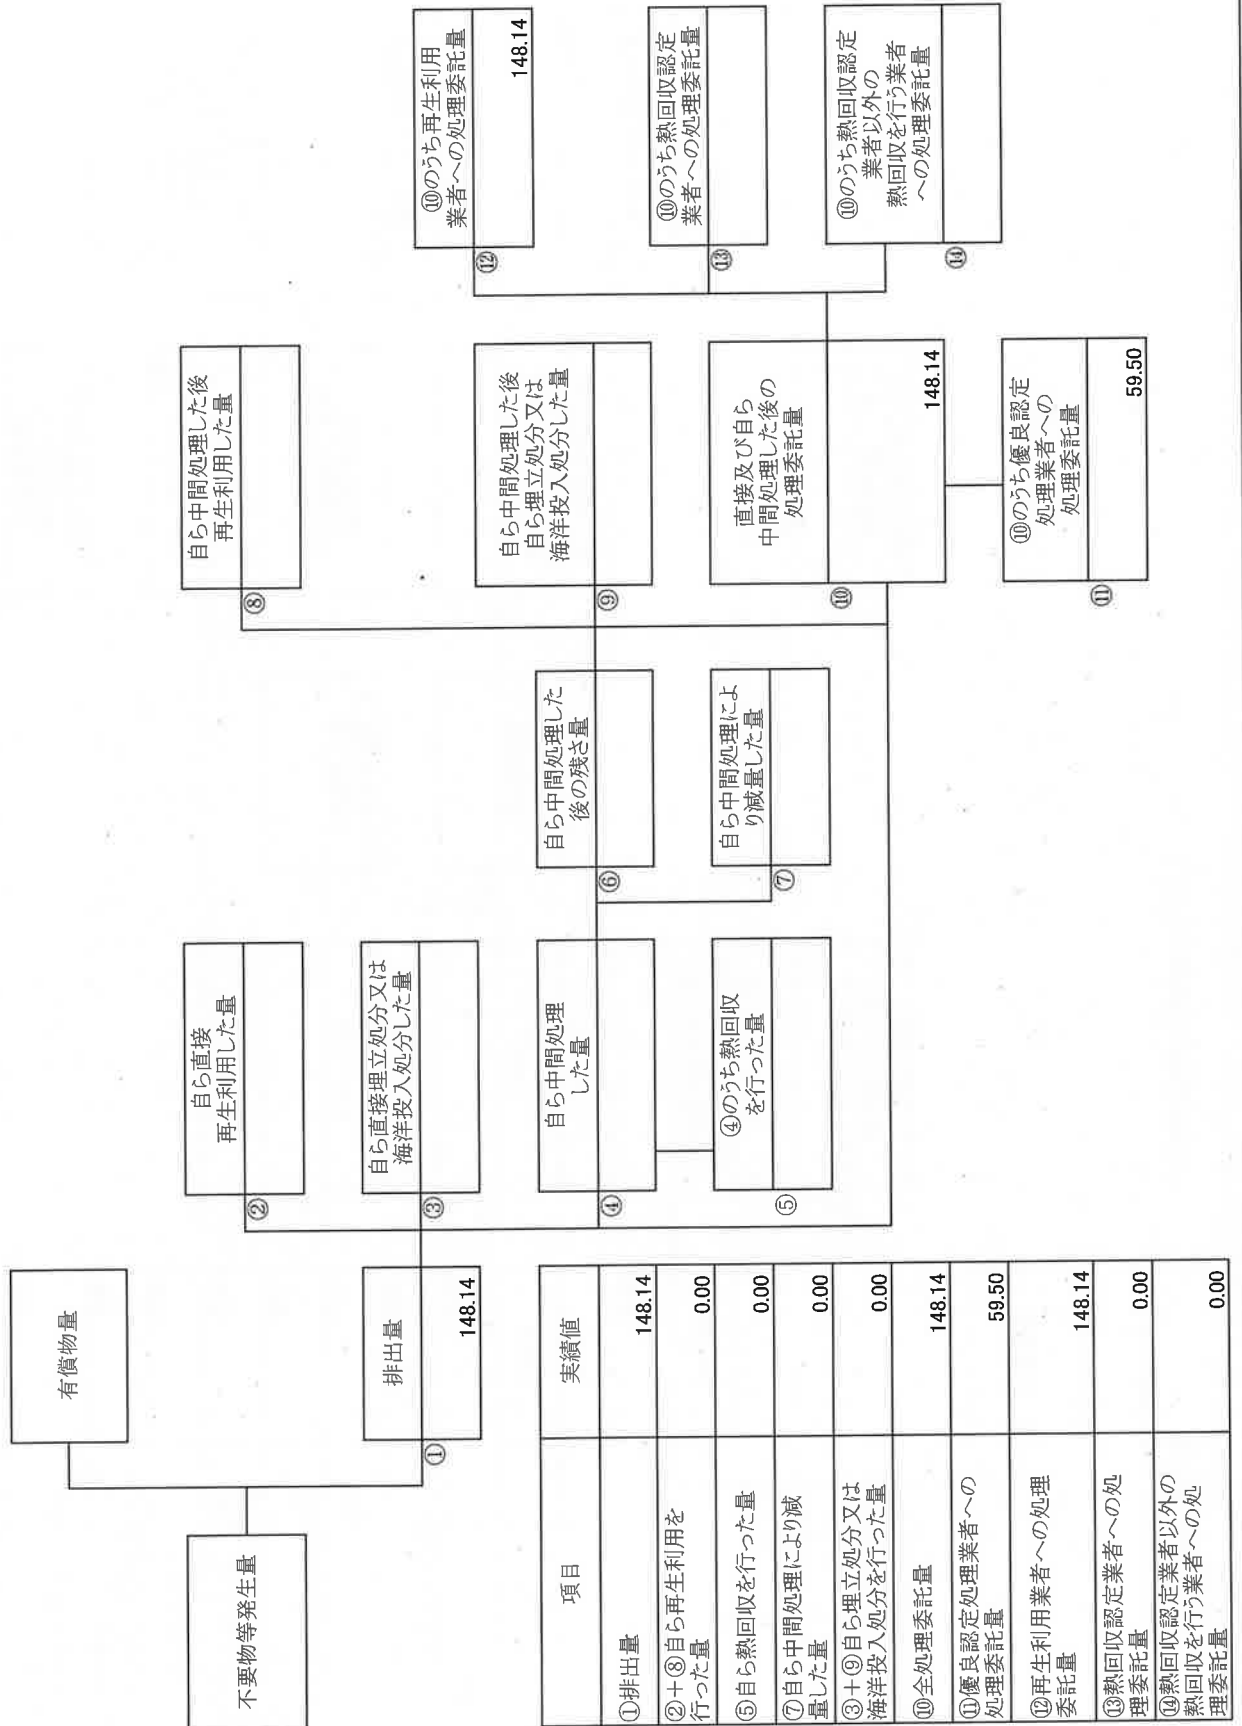 不要物等発生量
有償物量
①
排出量
148.14
②
自ら直接
再生利用した量
③
自ら直接埋立処分又は
海洋投入処分した量
④
自ら中間処理
した量
⑤
④のうち熱回収
を行った量
⑥
自ら中間処理した
後の残さ量
⑦
自ら中間処理によ
り減量した量
⑧
自ら中間処理した後
再生利用した量
⑨
自ら中間処理した後
自ら埋立処分又は
海洋投入処分した量
⑩
直接及び自ら
中間処理した後の
処理委託量
148.14
⑪
⑩のうち優良認定
処理業者への
処理委託量
59.50
⑫
⑩のうち再生利用
業者への処理委託量
148.14
⑬
⑩のうち熱回収認定
業者への処理委託量
⑭
⑩のうち熱回収認定
業者以外の
熱回収を行う業者
への処理委託量
項目
実績値
①排出量
148.14
②+⑧自ら再生利用を
行った量
0.00
⑤自ら熱回収を行った量
0.00
⑦自ら中間処理により減
量した量
0.00
③+⑨自ら埋立処分又は
海洋投入処分を行った量
0.00
⑩全処理委託量
148.14
⑪優良認定処理業者への
処理委託量
59.50
⑫再生利用業者への処理
委託量
148.14
⑬熱回収認定業者への処
理委託量
0.00
⑭熱回収認定業者以外の
熱回収を行う業者への処
理委託量
0.00